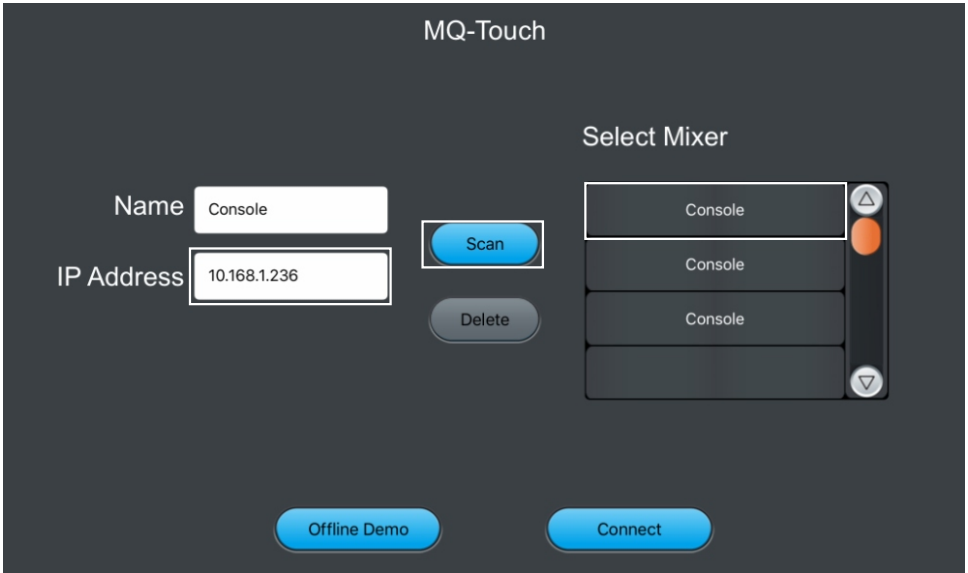 MQ-Touch
Select Mixer
Name
Console
IP Address
10.168.1.236
Scan
Delete
Console
Console
Console
Offline Demo
Connect